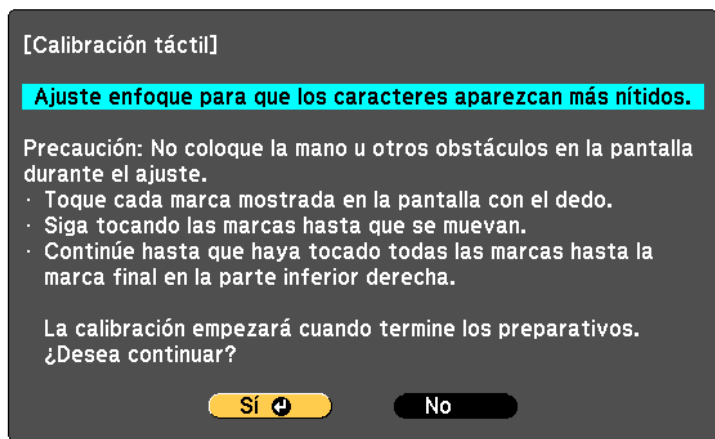 [Calibración táctil]
Ajuste enfoque para que los caracteres aparezcan más nítidos.
Precaución: No coloque la mano u otros obstáculos en la pantalla
durante el ajuste.
· Toque cada marca mostrada en la pantalla con el dedo.
· Siga tocando las marcas hasta que se muevan.
· Continúe hasta que haya tocado todas las marcas hasta la
marca final en la parte inferior derecha.
La calibración empezará cuando termine los preparativos.
¿Desea continuar?
Sí No